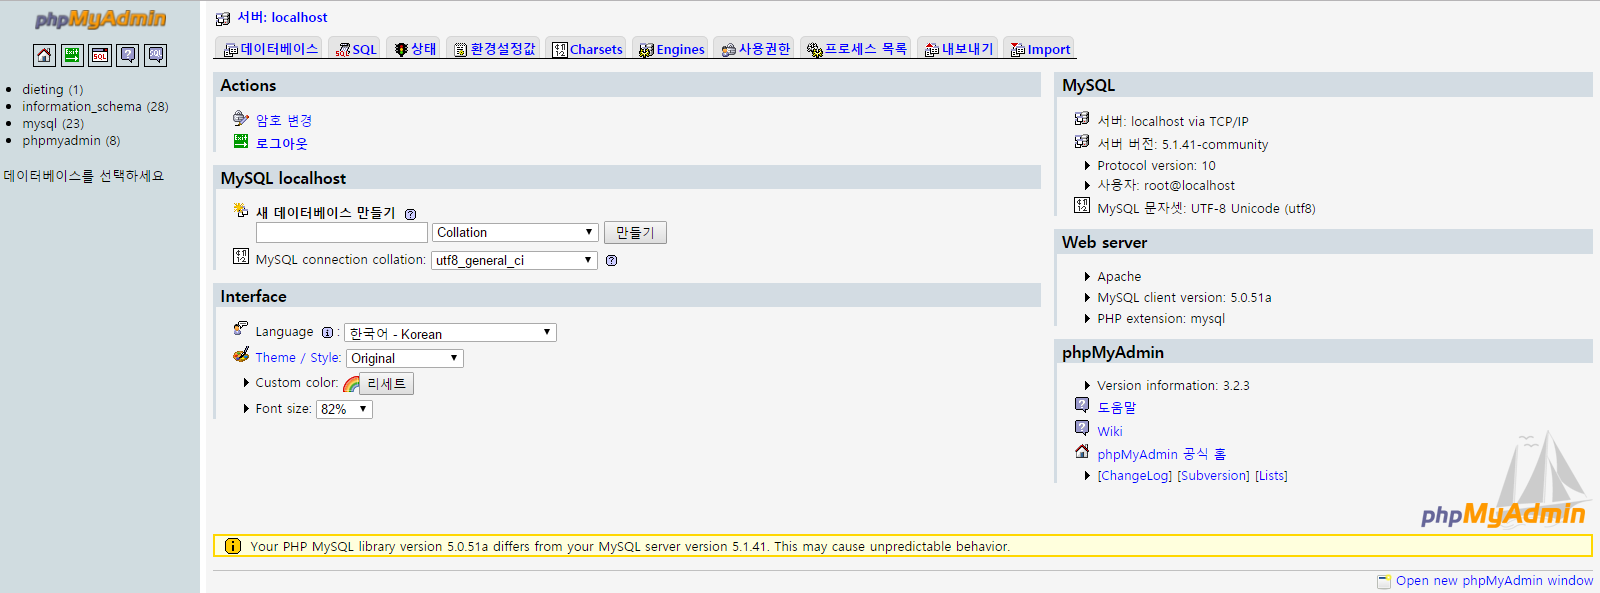 phpMyAdmin
Exit
SQL
SQL
dieting (1)
information_schema (28)
mysql (23)
phpmyadmin (8)
데이터베이스를 선택하세요
서버: localhost
데이터베이스
SQL
상태
환경설정값
Charsets
Engines
사용권한
프로세스 목록
내보내기
Import
Actions
암호 변경
로그아웃
MySQL localhost
새 데이터베이스 만들기
Collation
만들기
MySQL connection collation: utf8_general_ci
Interface
Language : 한국어 - Korean
Theme / Style: Original
Custom color: 리세트
Font size: 82%
MySQL
서버: localhost via TCP/IP
서버 버전: 5.1.41-community
Protocol version: 10
사용자: root@localhost
MySQL 문자셋: UTF-8 Unicode (utf8)
Web server
Apache
MySQL client version: 5.0.51a
PHP extension: mysql
phpMyAdmin
Version information: 3.2.3
도움말
Wiki
phpMyAdmin 공식 홈
[ChangeLog] [Subversion] [Lists]
phpMyAdmin
Your PHP MySQL library version 5.0.51a differs from your MySQL server version 5.1.41. This may cause unpredictable behavior.
Open new phpMyAdmin window